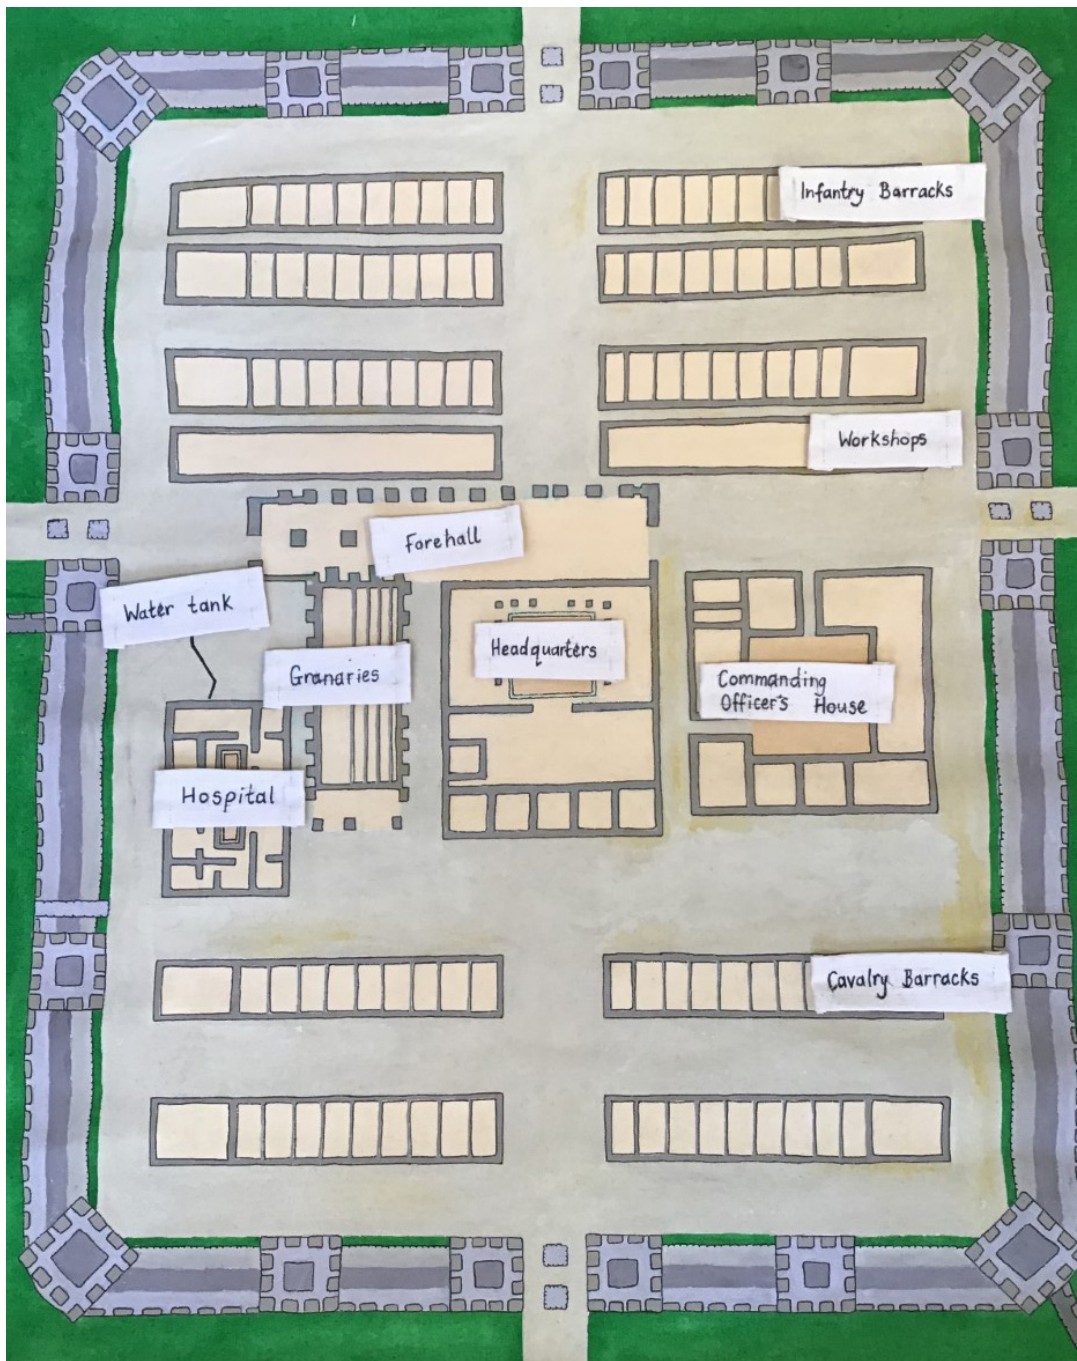 Infantry Barracks
Workshops
Forehall
Water tank
Headquarters
Granaries
Commanding
Officer's House
Hospital
Cavalry Barracks